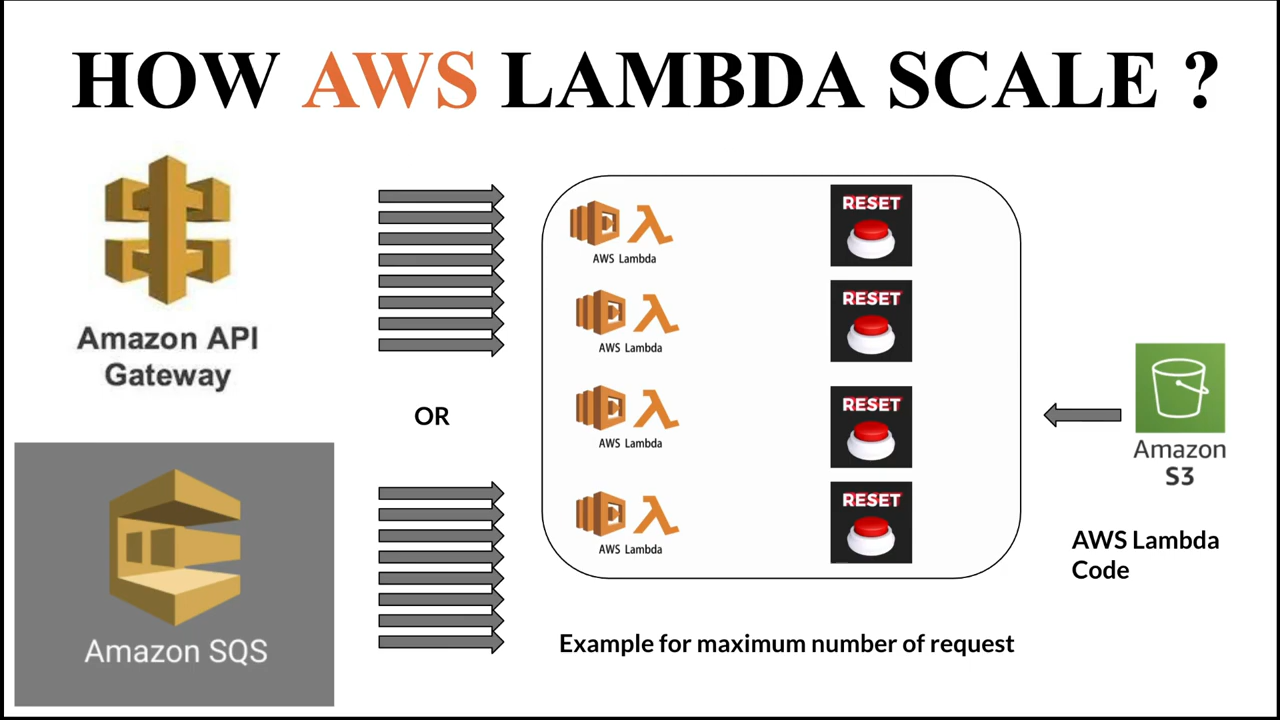 HOW AWS LAMBDA SCALE ?
Amazon API
Gateway
OR
Amazon SQS
AWS Lambda
RESET
AWS Lambda
RESET
AWS Lambda
RESET
AWS Lambda
RESET
Example for maximum number of request
Amazon
S3
AWS Lambda
Code